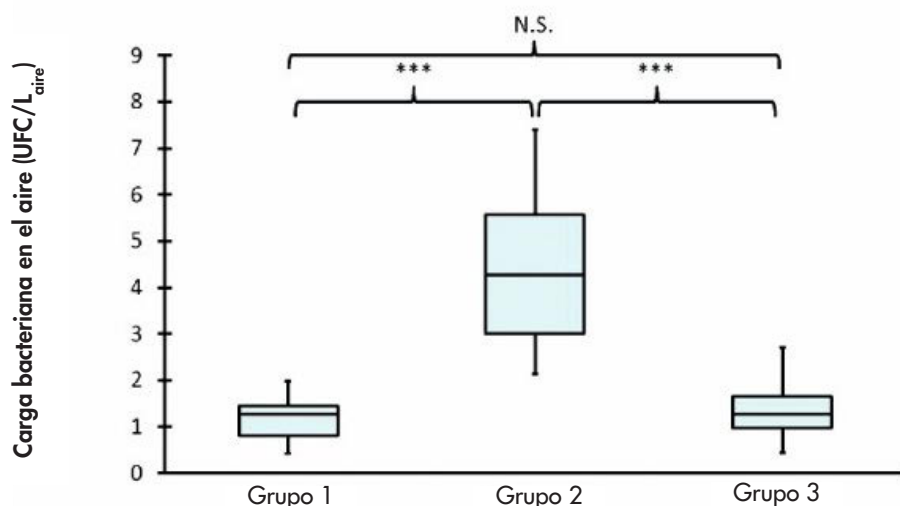 N.S.
***
***
Carga bacteriana en el aire (UFC/L_aire)
9
8
7
6
5
4
3
2
1
0
Grupo 1
Grupo 2
Grupo 3